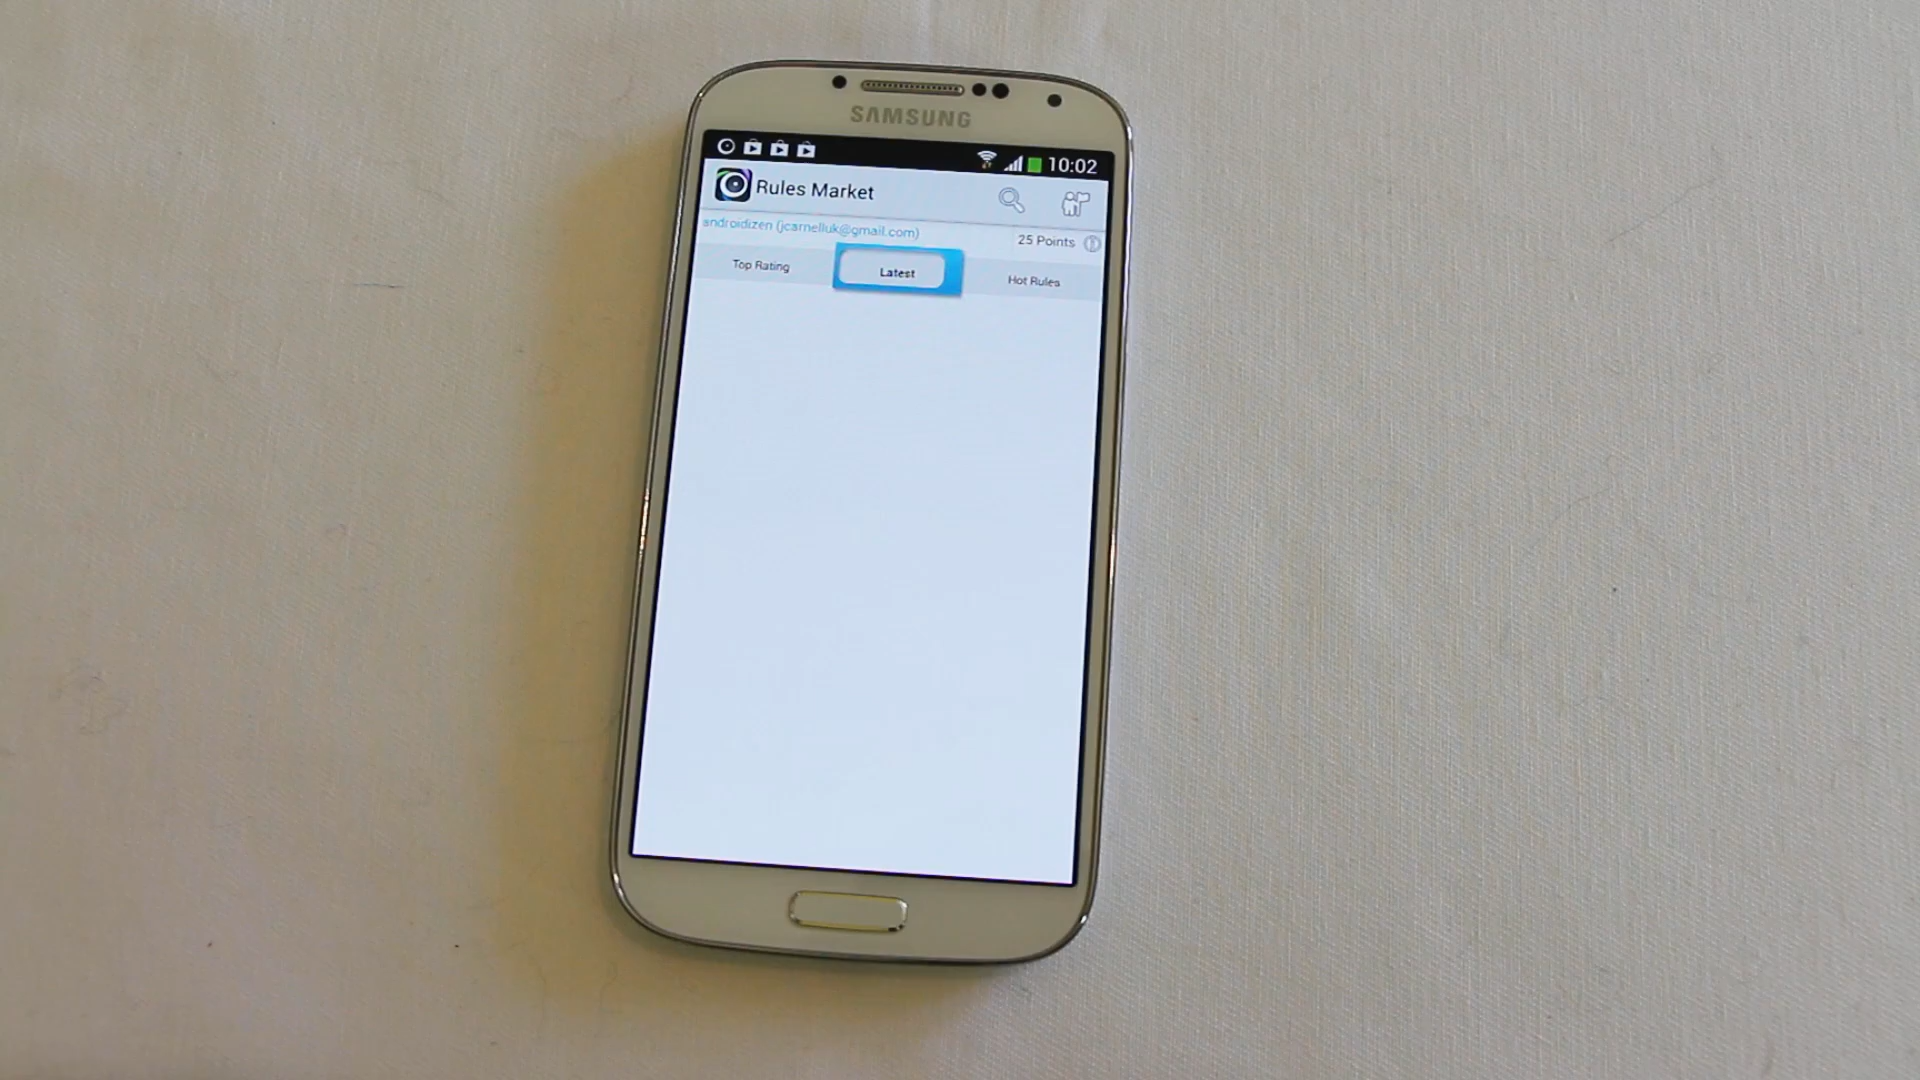 SAMSUNG
10:02
Rules Market
androidizen (jcarnelluk@gmail.com)
25 Points
Top Rating
Latest
Hot Rules